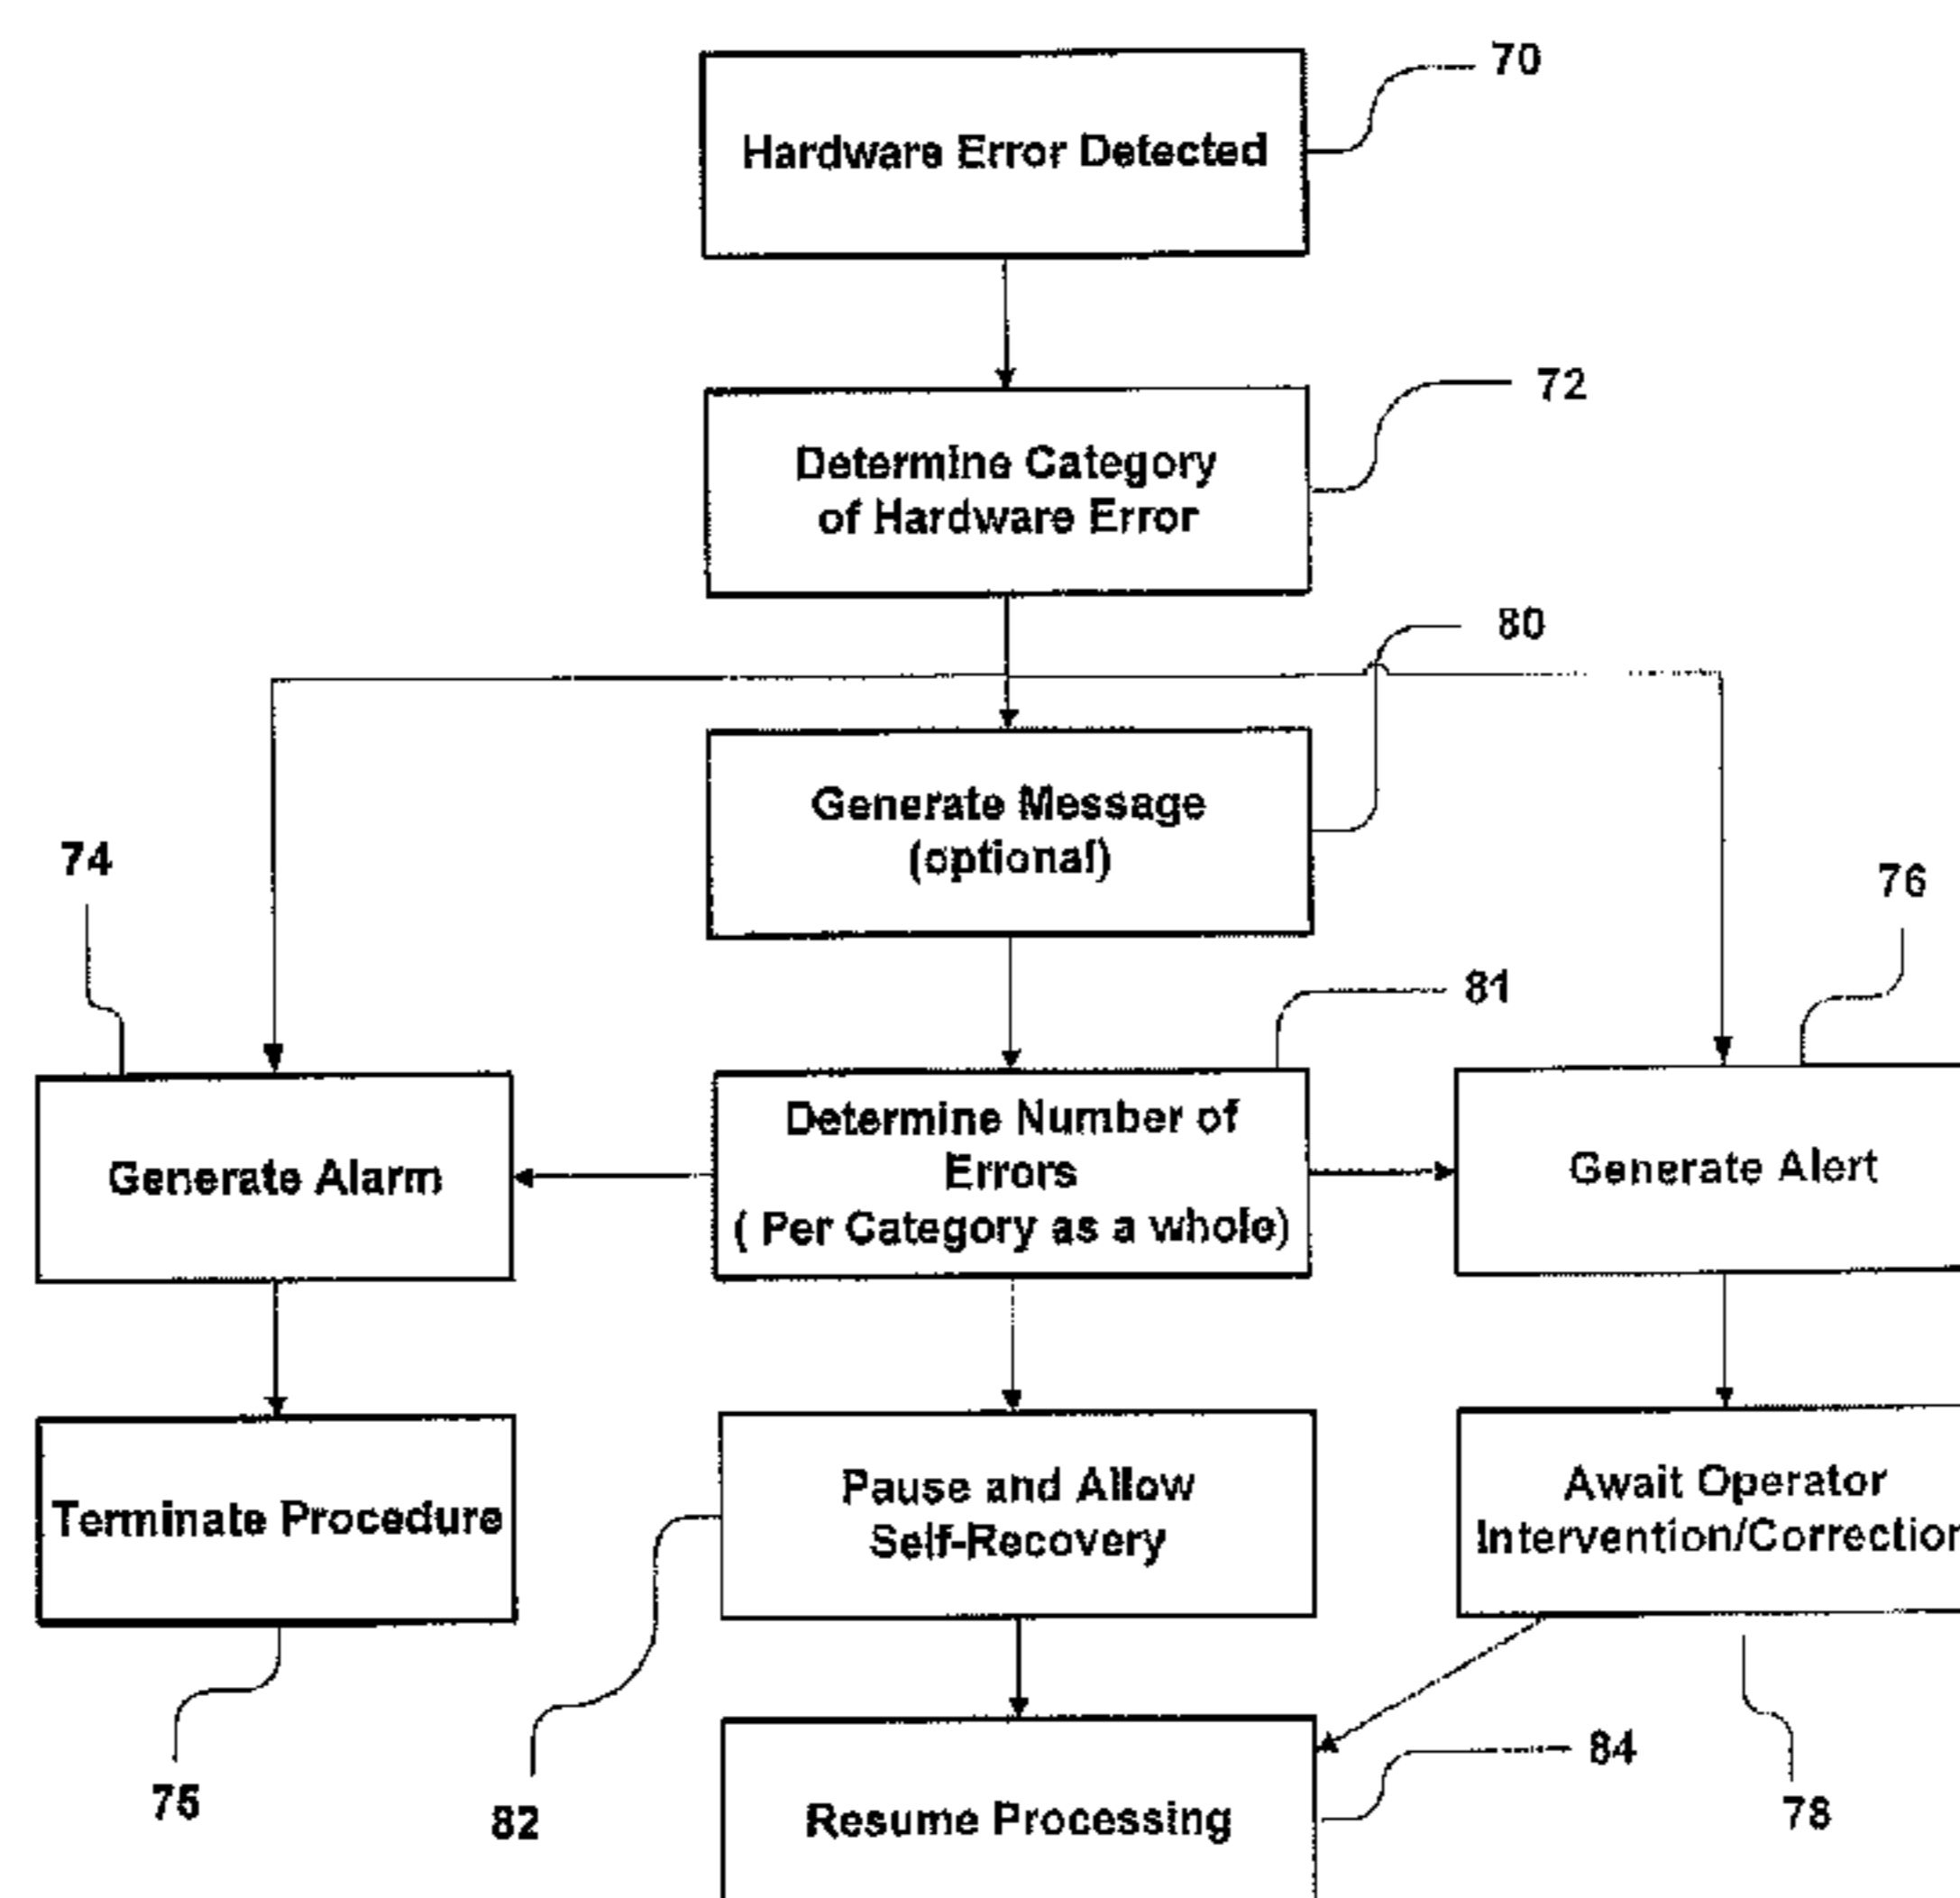 70
Hardware Error Detected
72
Determine Category
of Hardware Error
80
Generate Message
(optional)
74
76
81
Generate Alarm
Determine Number of
Errors
( Per Category as a whole)
Generate Alert
Terminate Procedure
Pause and Allow
Self-Recovery
Await Operator
Intervention/Correction
75
82
84
78
Resume Processing